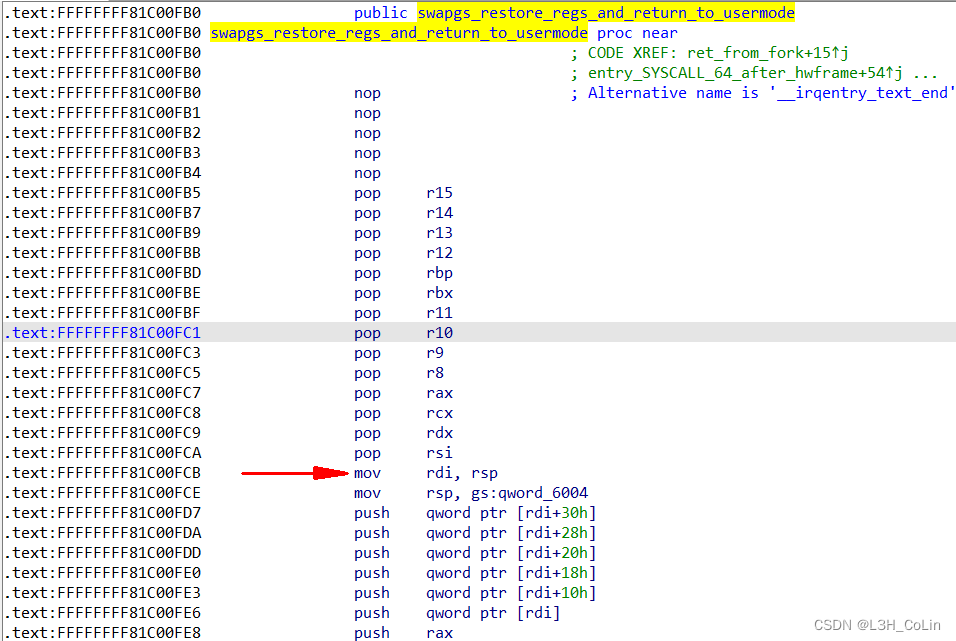 .text:FFFFFFFF81C00FB0 public swapgs_restore_regs_and_return_to_usermode
.text:FFFFFFFF81C00FB0 swapgs_restore_regs_and_return_to_usermode proc near
.text:FFFFFFFF81C00FB0 ; CODE XREF: ret_from_fork+15↑j
.text:FFFFFFFF81C00FB0 ; entry_SYSCALL_64_after_hwframe+54↑j ...
.text:FFFFFFFF81C00FB0 nop ; Alternative name is '__irqentry_text_end'
.text:FFFFFFFF81C00FB1 nop
.text:FFFFFFFF81C00FB2 nop
.text:FFFFFFFF81C00FB3 nop
.text:FFFFFFFF81C00FB4 nop
.text:FFFFFFFF81C00FB5 pop r15
.text:FFFFFFFF81C00FB7 pop r14
.text:FFFFFFFF81C00FB9 pop r13
.text:FFFFFFFF81C00FBB pop r12
.text:FFFFFFFF81C00FBD pop rbp
.text:FFFFFFFF81C00FBE pop rbx
.text:FFFFFFFF81C00FBF pop r11
.text:FFFFFFFF81C00FC1 pop r10
.text:FFFFFFFF81C00FC3 pop r9
.text:FFFFFFFF81C00FC5 pop r8
.text:FFFFFFFF81C00FC7 pop rax
.text:FFFFFFFF81C00FC8 pop rcx
.text:FFFFFFFF81C00FC9 pop rdx
.text:FFFFFFFF81C00FCA pop rsi
.text:FFFFFFFF81C00FCB mov rdi, rsp
.text:FFFFFFFF81C00FCE mov rsp, gs:qword_6004
.text:FFFFFFFF81C00FD7 push qword ptr [rdi+30h]
.text:FFFFFFFF81C00FDA push qword ptr [rdi+28h]
.text:FFFFFFFF81C00FDD push qword ptr [rdi+20h]
.text:FFFFFFFF81C00FE0 push qword ptr [rdi+18h]
.text:FFFFFFFF81C00FE3 push qword ptr [rdi+10h]
.text:FFFFFFFF81C00FE6 push qword ptr [rdi]
.text:FFFFFFFF81C00FE8 push rax
CSDN @L3H_CoLin